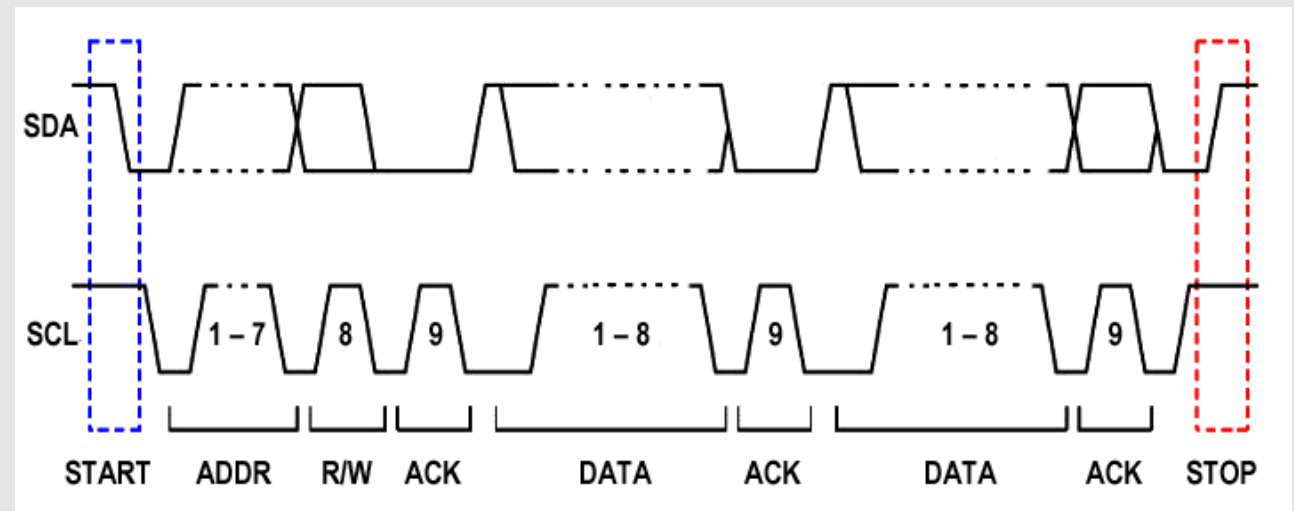 SDA
SCL 1 – 7 8 9 1 – 8 9 1 – 8 9
START ADDR R/W ACK DATA ACK DATA ACK STOP